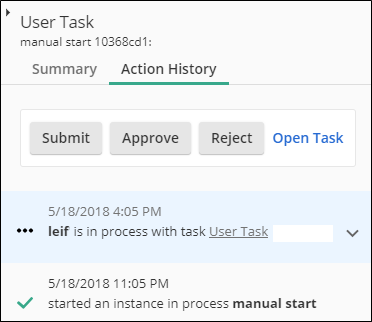 User Task
manual start 10368cd1:
Summary Action History
Submit Approve Reject Open Task
5/18/2018 4:05 PM
leif is in process with task User Task
5/18/2018 11:05 PM
started an instance in process manual start